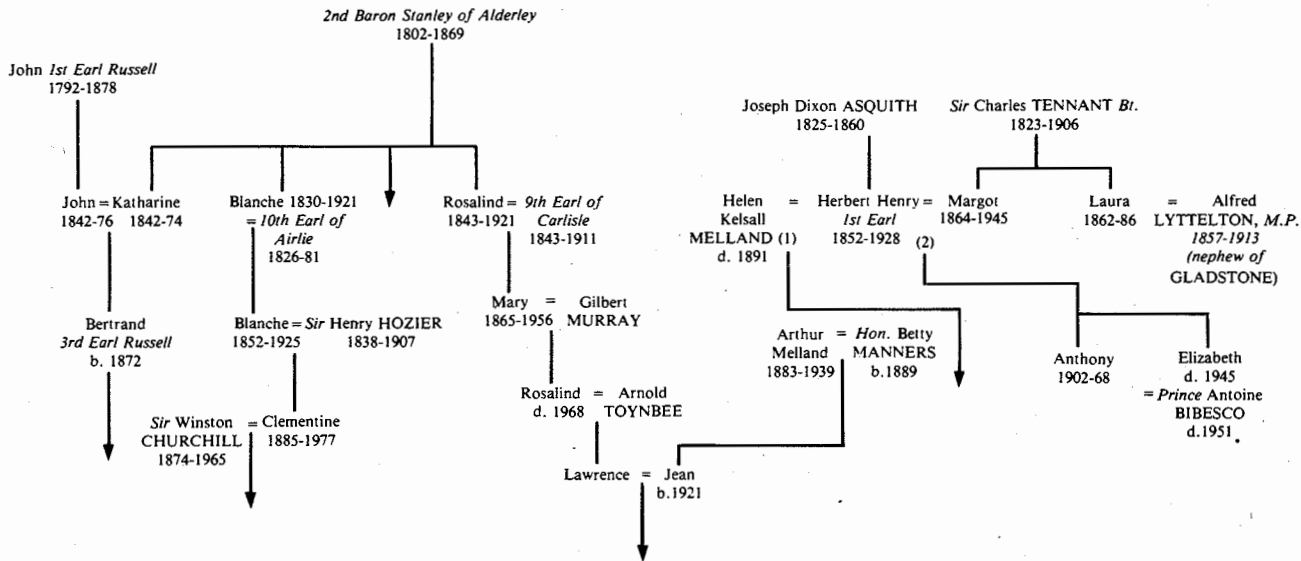 2nd Baron Stanley of Alderley
1802-1869
John 1st Earl Russell
1792-1878
Joseph Dixon ASQUITH
1825-1860
Sir Charles TENNANT Bt.
1823-1906
John = Katharine
1842-76 1842-74
Blanche 1830-1921
= 10th Earl of
Airlie
1826-81
Rosalind = 9th Earl of
1843-1921 Carlisle
1843-1911
Helen = Herbert Henry = Margot
Kelsall 1st Earl 1864-1945
MELLAND (1) 1852-1928 (2)
d. 1891
Laura = Alfred
1862-86 LYTTELTON, M.P.
1857-1913
(nephew of
GLADSTONE)
Mary = Gilbert
1865-1956 MURRAY
Bertrand
3rd Earl Russell
b. 1872
Blanche = Sir Henry HOZIER
1852-1925 1838-1907
Arthur = Hon. Betty
Melland MANNERS
1883-1939 b.1889
Anthony
1902-68
Elizabeth
d. 1945
= Prince Antoine
BIBESCO
d.1951
Rosalind = Arnold
d. 1968 TOYNBEE
Sir Winston = Clementine
CHURCHILL 1885-1977
1874-1965
Lawrence = Jean
b.1921